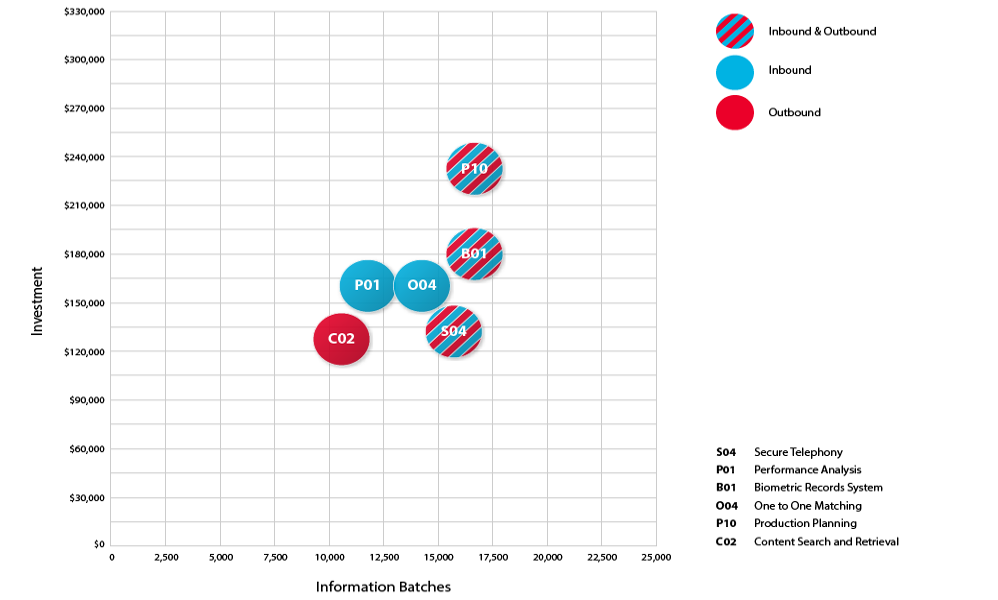 $330,000
$300,000
$270,000
$240,000
$210,000
$180,000
$150,000
$120,000
$90,000
$60,000
$30,000
$0
Investment
0 2,500 5,000 7,500 10,000 12,500 15,000 17,500 20,000 22,500 25,000
Information Batches
P10
B01
P01
O04
S04
C02
Inbound & Outbound
Inbound
Outbound
S04 Secure Telephony
P01 Performance Analysis
B01 Biometric Records System
O04 One to One Matching
P10 Production Planning
C02 Content Search and Retrieval